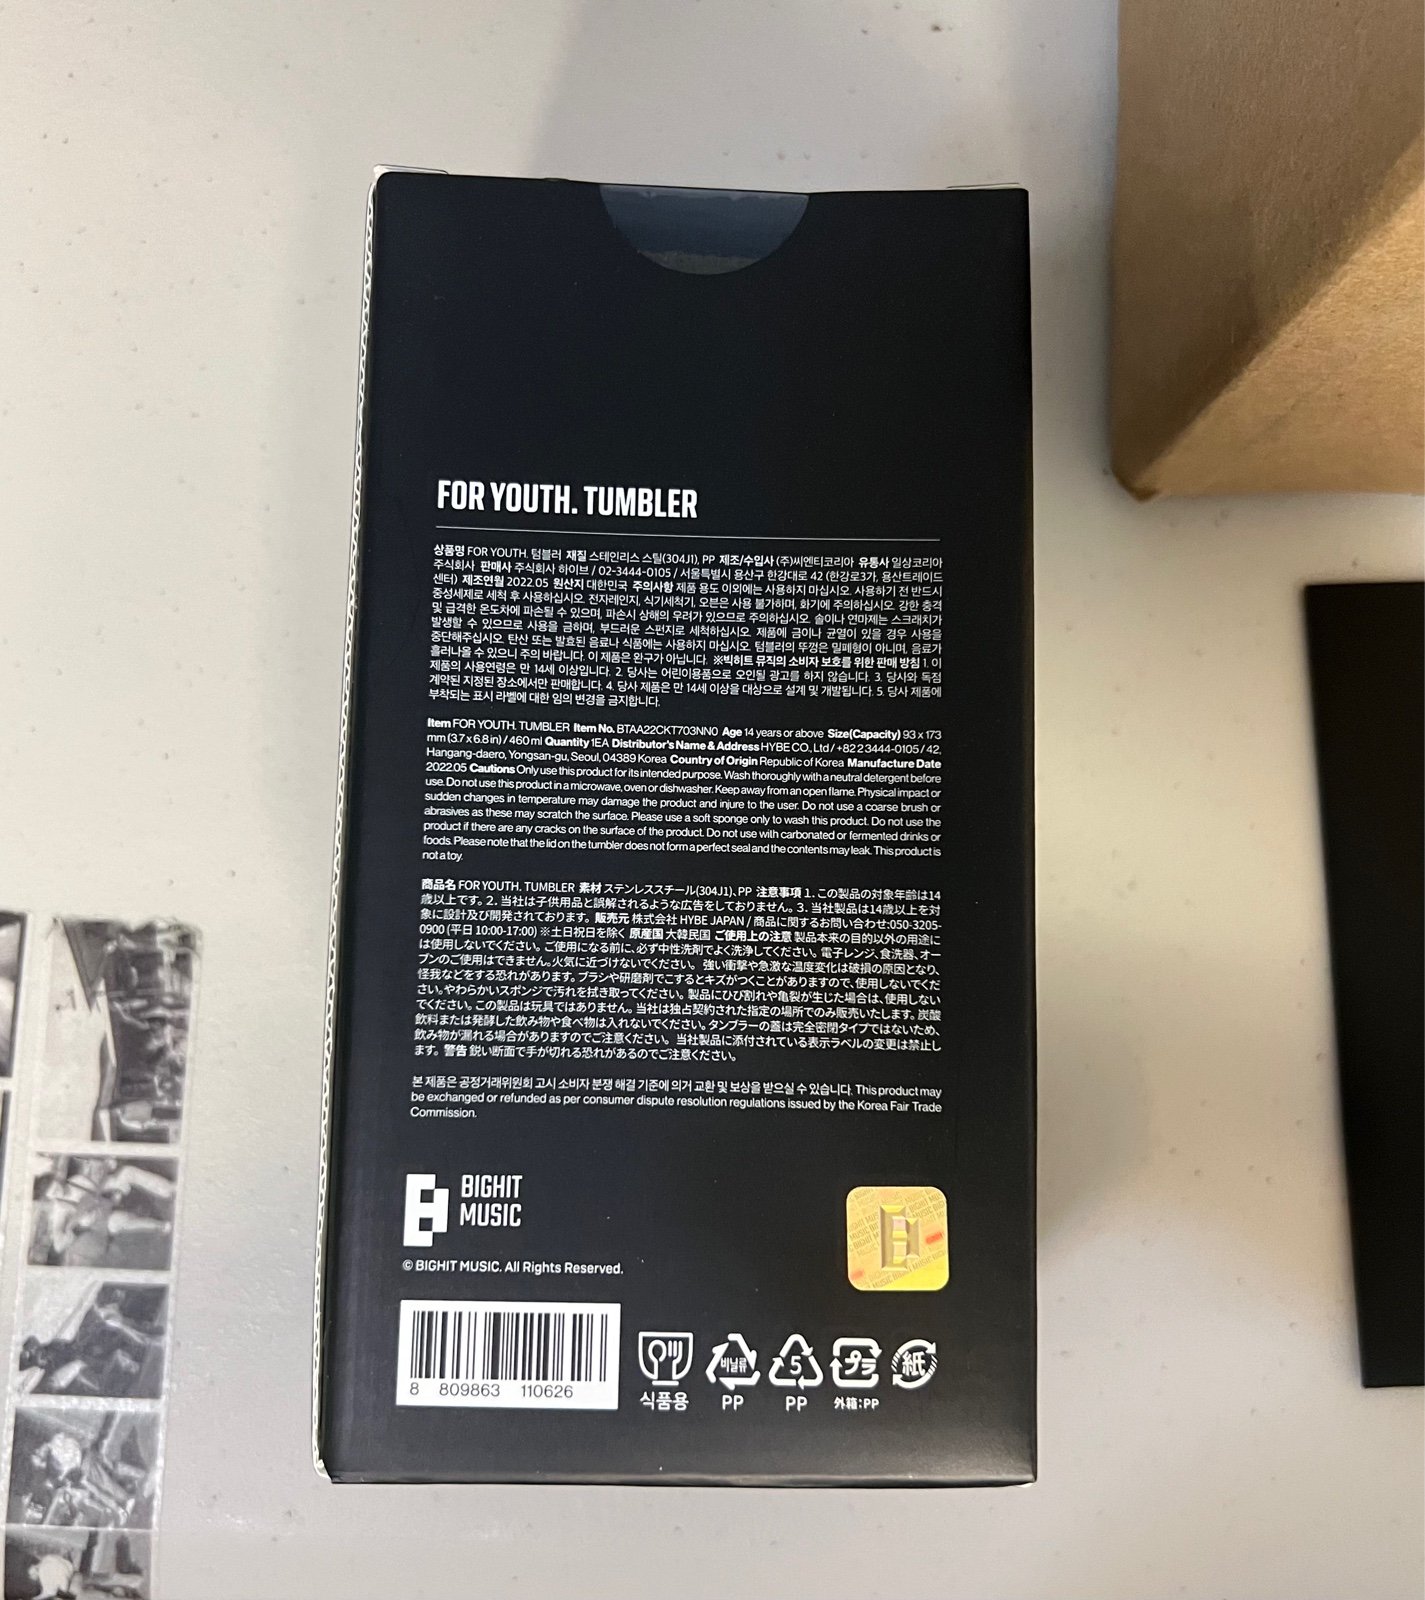 FOR YOUTH. TUMBLER
상품명 FOR YOUTH. 텀블러 재질 스테인리스 스틸(304J1), PP 제조/수입사 (주)씨엔티코리아 유통사 일상코리아
주식회사 판매사 주식회사 하이브 / 02-3444-0105 / 서울특별시 용산구 한강대로 42 (한강로3가, 용산트레이드
센터) 제조연월 2022.05 원산지 대한민국 주의사항 제품 용도 이외에는 사용하지 마십시오. 사용하기 전 반드시
중성세제로 세척 후 사용하십시오. 전자레인지, 식기세척기, 오븐은 사용 불가하며, 화기에 주의하십시오. 강한 충격
및 급격한 온도차에 파손될 수 있으며, 파손시 상해의 우려가 있으므로 주의하십시오. 솔이나 연마제는 스크래치가
발생할 수 있으므로 사용을 금하며, 부드러운 스펀지로 세척하십시오. 제품에 금이나 균열이 있을 경우 사용을
중단해주십시오. 탄산 또는 발효된 음료나 식품에는 사용하지 마십시오. 텀블러의 뚜껑은 밀폐형이 아니며, 음료가
흘러나올 수 있으니 주의 바랍니다. 이 제품은 완구가 아닙니다. ※빅히트 뮤직의 소비자 보호를 위한 판매 방침 1. 이
제품의 사용연령은 만 14세 이상입니다. 2. 당사는 어린이용품으로 오인될 광고를 하지 않습니다. 3. 당사와 독점
계약된 지정된 장소에서만 판매합니다. 4. 당사 제품은 만 14세 이상을 대상으로 설계 및 개발됩니다. 5. 당사 제품에
부착되는 표시 라벨에 대한 임의 변경을 금지합니다.
Item FOR YOUTH. TUMBLER Item No. BTAA22CKT703NN0 Age 14 years or above Size(Capacity) 93 x 173
mm (3.7 x 6.8 in) / 460 ml Quantity 1EA Distributor's Name & Address HYBE CO., Ltd / +82 2 3444-0105 / 42,
Hangang-daero, Yongsan-gu, Seoul, 04389 Korea Country of Origin Republic of Korea Manufacture Date
2022.05 Cautions Only use this product for its intended purpose. Wash thoroughly with a neutral detergent before
use. Do not use this product in a microwave, oven or dishwasher. Keep away from an open flame. Physical impact or
sudden changes in temperature may damage the product and injure to the user. Do not use a coarse brush or
abrasives as these may scratch the surface. Please use a soft sponge only to wash this product. Do not use the
product if there are any cracks on the surface of the product. Do not use with carbonated or fermented drinks or
foods. Please note that the lid on the tumbler does not form a perfect seal and the contents may leak. This product is
not a toy.
商品名 FOR YOUTH. TUMBLER 素材 ステンレススチール(304J1)、PP 注意事項 1. この製品の対象年齢は14
歳以上です。2. 当社は子供用品と誤解されるような広告をしておりません。3. 当社製品は14歳以上を対
象に設計及び開発されております。販売元 株式会社 HYBE JAPAN / 商品に関するお問い合わせ:050-3205-
0900 (平日 10:00-17:00) ※土日祝日を除く 原産国 大韓民国 ご使用上の注意 製品本来の目的以外の用途に
は使用しないでください。ご使用になる前に、必ず中性洗剤でよく洗浄してください。電子レンジ、食洗器、オー
ブンのご使用はできません。火気に近づけないでください。強い衝撃や急激な温度変化は破損の原因となり、
怪我などをする恐れがあります。ブラシや研磨剤でこするとキズがつくことがありますので、使用しないでくだ
さい。やわらかいスポンジで汚れを拭き取ってください。製品にひび割れや亀裂が生じた場合は、使用しない
でください。この製品は玩具ではありません。当社は独占契約された指定の場所でのみ販売いたします。炭酸
飲料または発酵した飲み物や食べ物は入れないでください。タンブラーの蓋は完全密閉タイプではないため、
飲み物が漏れる場合がありますのでご注意ください。当社製品に添付されている表示ラベルの変更は禁止し
ます。警告 鋭い断面で手が切れる恐れがあるのでご注意ください。
본 제품은 공정거래위원회 고시 소비자 분쟁 해결 기준에 의거 교환 및 보상을 받으실 수 있습니다. This product may
be exchanged or refunded as per consumer dispute resolution regulations issued by the Korea Fair Trade
Commission.
BIGHIT
MUSIC
© BIGHIT MUSIC. All Rights Reserved.
8 809863 110626
식품용
비닐류
PP
5
PP
プラ
外箱:PP
紙